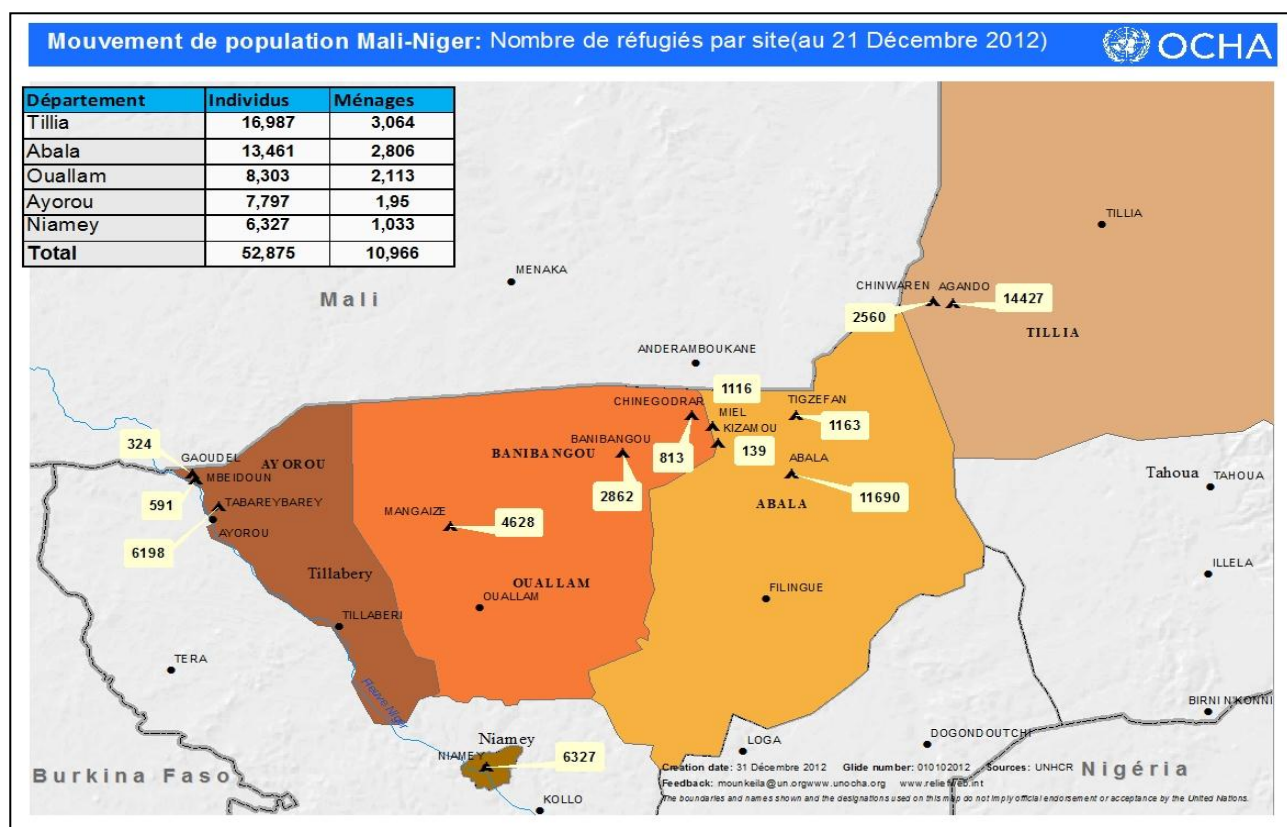 Mouvement de population Mali-Niger: Nombre de réfugiés par site(au 21 Décembre 2012)
OCHA
Département Individus Ménages
Tillia 16,987 3,064
Abala 13,461 2,806
Ouallam 8,303 2,113
Ayorou 7,797 1,95
Niamey 6,327 1,033
Total 52,875 10,966
TILLIA
MENAKA
Mali
CHINWAREN
AGANDO
14427
2560
TILLIA
ANDERAMBOUKANE
1116
CHINEGODRAR
MIEL
TIGZEFAN
KIZAMOU
1163
324
GAOUDEL
AYOROU
BANIBANGOU
BANIBANGOU
813
139
MBEIDOUN
ABALA
Tahoua
TAHOUA
591
TABAREYBAREY
2862
11690
ABALA
MANGAIZE
4628
AYOROU
6198
Tillabery
OUALLAM
ILLELA
OUALLAM
FILINGUE
TILLABERI
TERA
Fleuve Niger
BIRNI N'KONNI
Niamey
LOGA
DOGONDOUTCHI
NIAMEY
6327
Burkina Faso
Nigéria
KOLLO
Creation date: 31 Décembre 2012 Glide number: 010102012 Sources: UNHCR
Feedback: mounkeila@un.orgwww.unocha.org www.reliefweb.int
The boundaries and names shown and the designations used on this map do not imply official endorsement or acceptance by the United Nations.